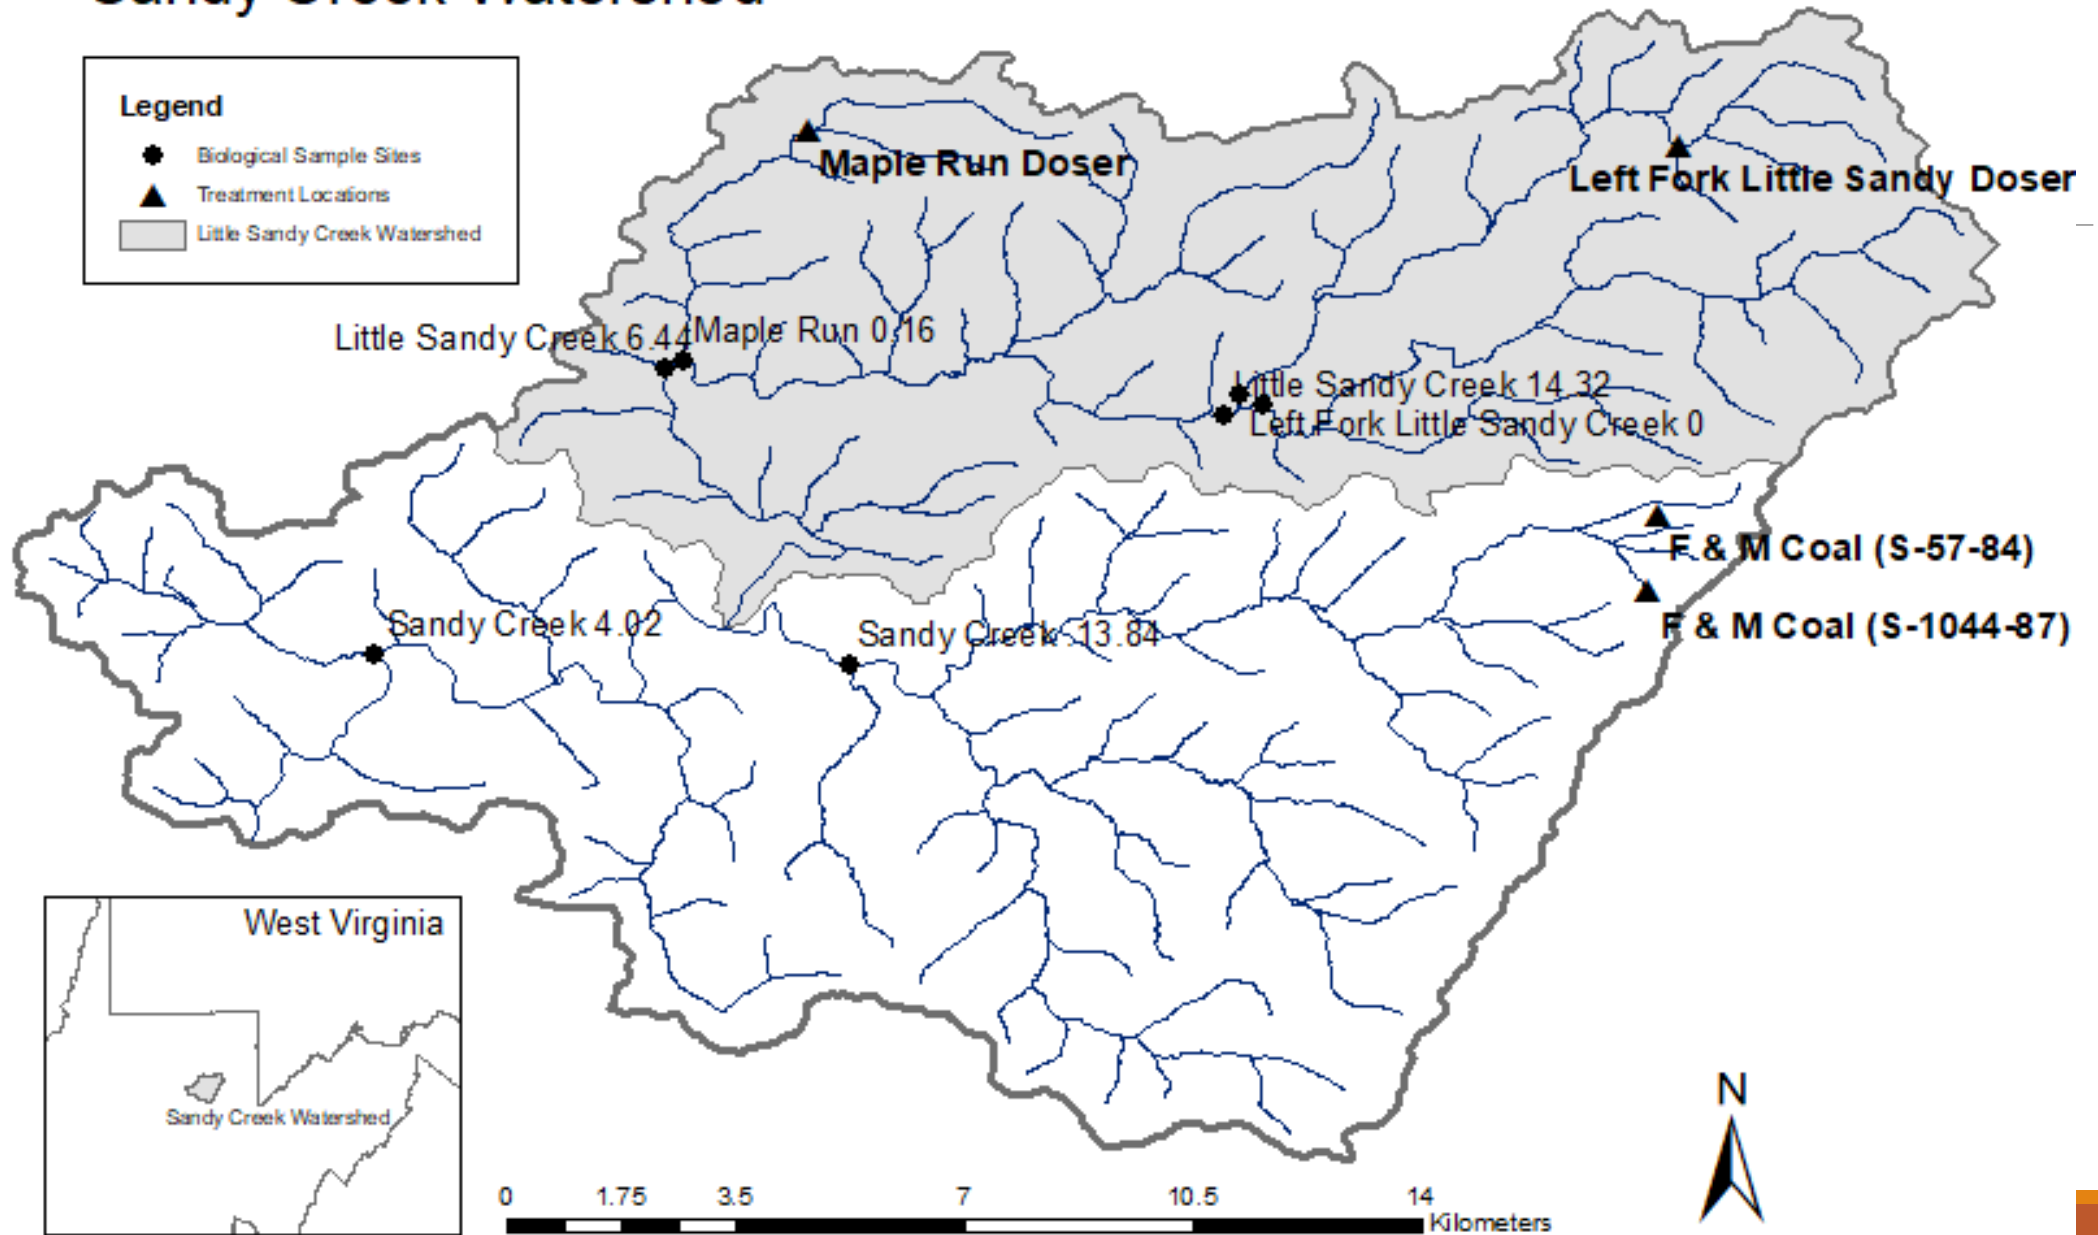 Sandy Creek Watershed
Legend
Biological Sample Sites
Treatment Locations
Little Sandy Creek Watershed
Maple Run Doser
Left Fork Little Sandy Doser
Little Sandy Creek 6.44
Maple Run 0.16
Little Sandy Creek 14.32
Left Fork Little Sandy Creek 0
F & M Coal (S-57-84)
F & M Coal (S-1044-87)
Sandy Creek 4.02
Sandy Creek 13.84
West Virginia
Sandy Creek Watershed
N
0 1.75 3.5 7 10.5 14
Kilometers